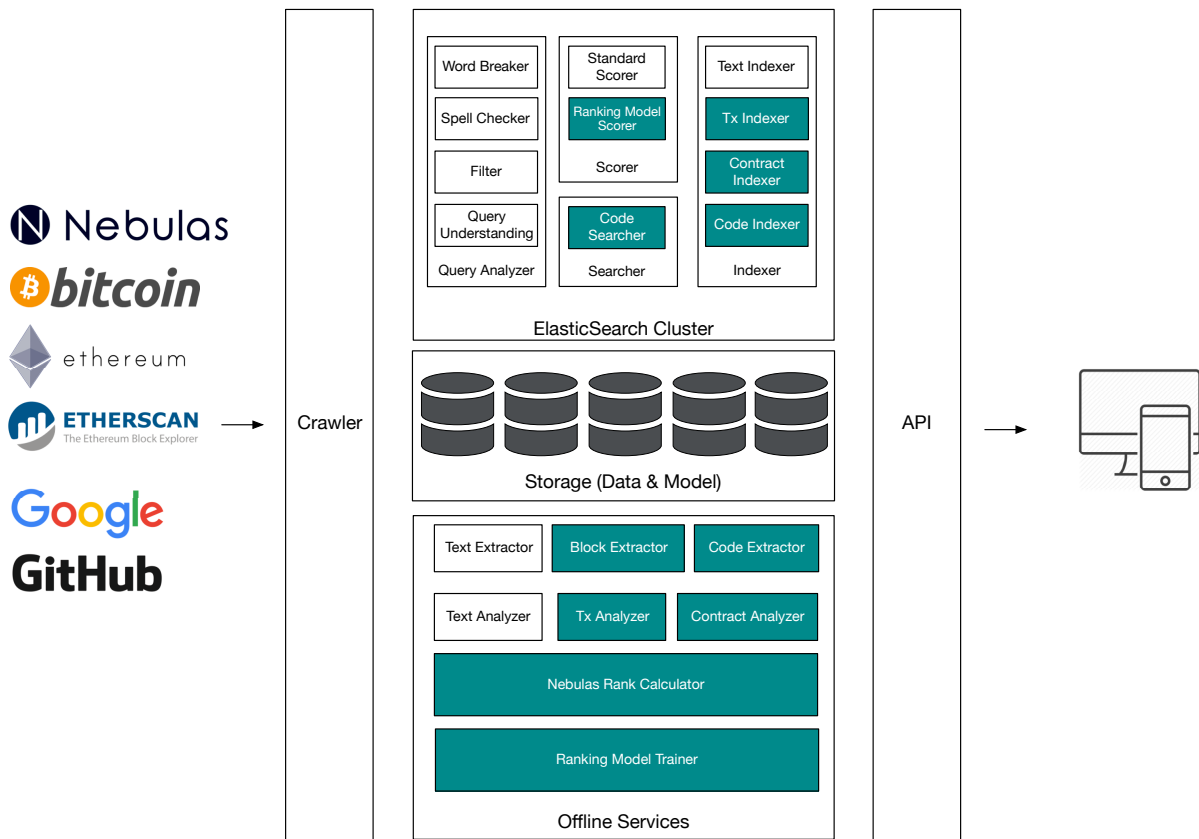 Nebulas
bitcoin
ethereum
ETHERSCAN
The Ethereum Block Explorer
Google
GitHub
Crawler
Word Breaker
Spell Checker
Filter
Query
Understanding
Query Analyzer
Standard
Scorer
Ranking Model
Scorer
Scorer
Code
Searcher
Searcher
Text Indexer
Tx Indexer
Contract
Indexer
Code Indexer
Indexer
ElasticSearch Cluster
Storage (Data & Model)
Text Extractor
Block Extractor
Code Extractor
Text Analyzer
Tx Analyzer
Contract Analyzer
Nebulas Rank Calculator
Ranking Model Trainer
Offline Services
API